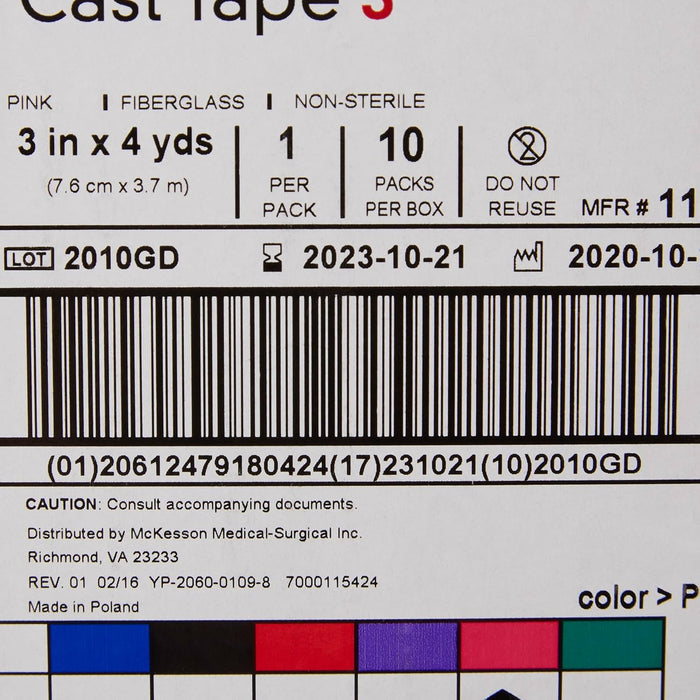 Cast Tape 3
PINK | FIBERGLASS | NON-STERILE
3 in x 4 yds
(7.6 cm x 3.7 m)
1
PER
PACK
10
PACKS
PER BOX
2
DO NOT
REUSE
MFR # 11
LOT 2010GD 2023-10-21 2020-10-
(01)20612479180424(17)231021(10)2010GD
CAUTION: Consult accompanying documents.
Distributed by McKesson Medical-Surgical Inc.
Richmond, VA 23233
REV. 01 02/16 YP-2060-0109-8 7000115424
Made in Poland
color > P